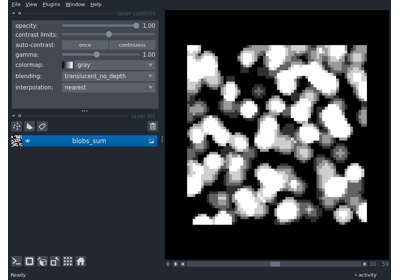 File View Plugins Window Help
layer controls
opacity: 1.00
contrast limits:
auto-contrast: once continuous
gamma: 1.00
colormap: gray
blending: translucent_no_depth
interpolation: nearest
layer list
blobs_sum
30 59
Ready
activity